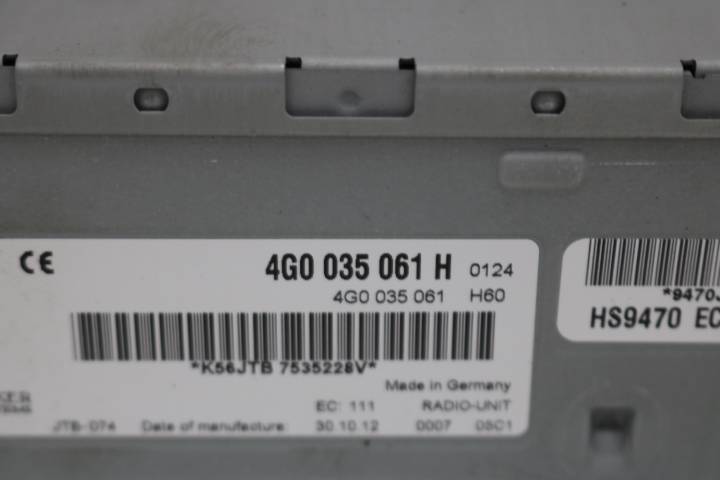 CE 4G0 035 061 H 0124
4G0 035 061 H60
*K56JTB 7535228V*
Made in Germany
EC: 111 RADIO-UNIT
JTB-074 Date of manufacture: 30.10.12 0007 05C1
*9470J
HS9470 EC